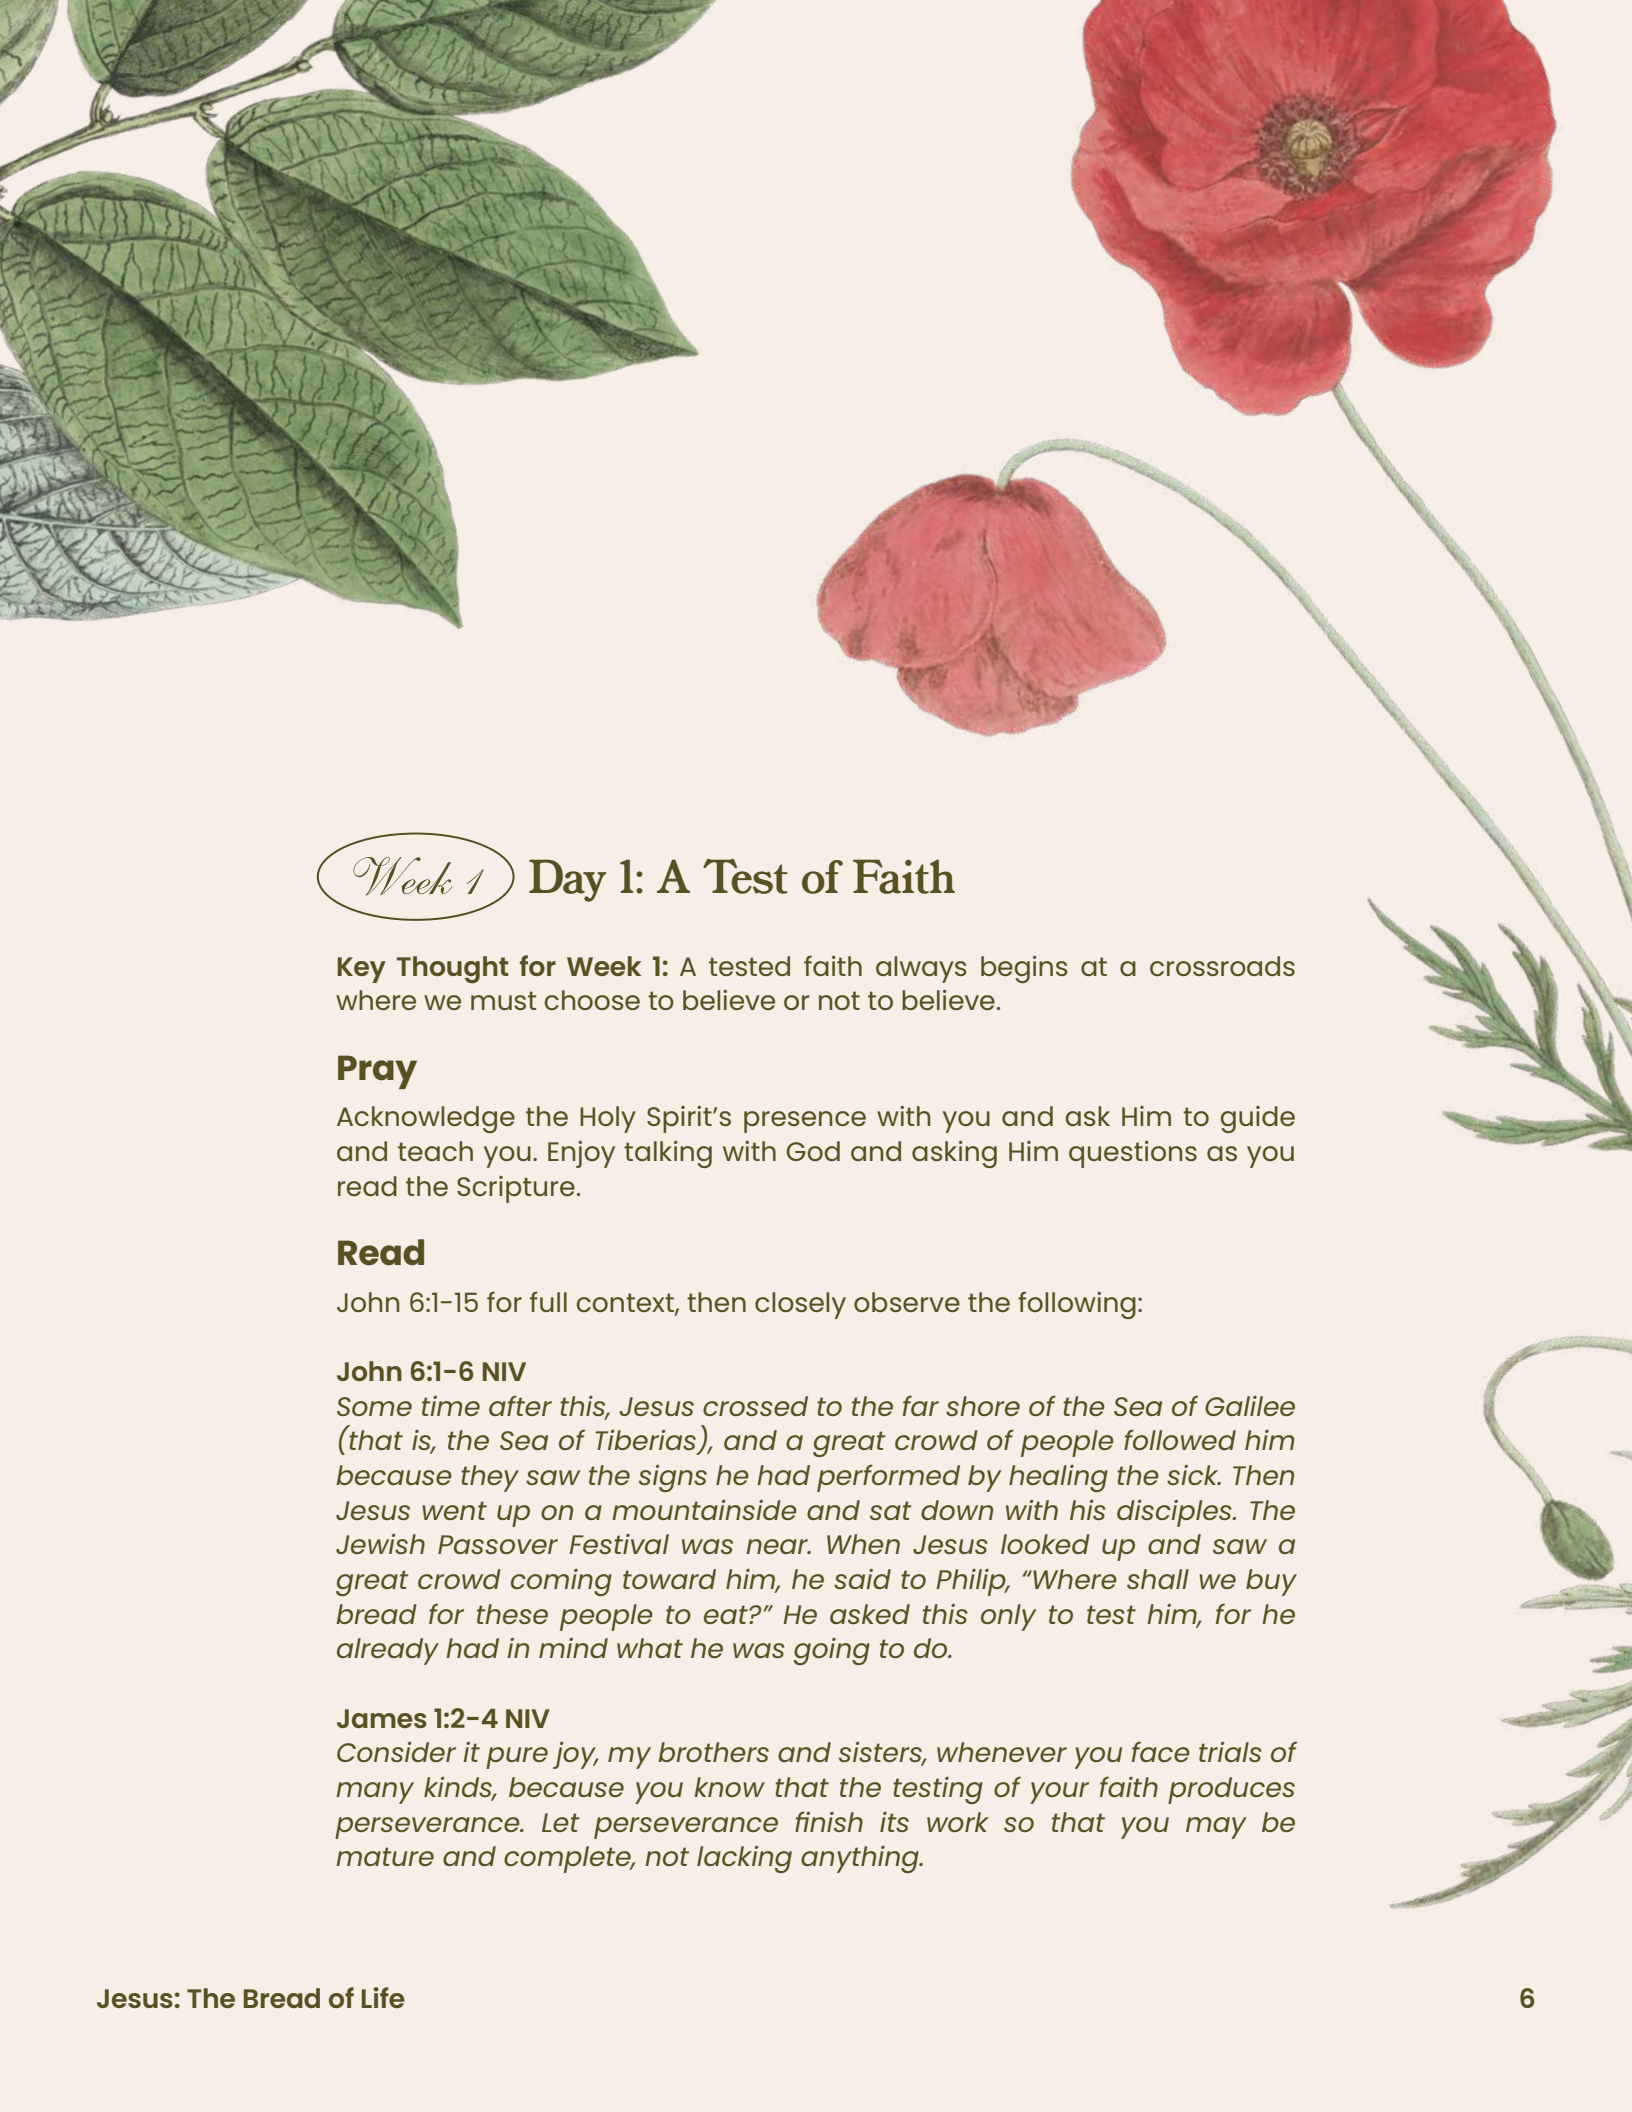 Week 1 Day 1: A Test of Faith
Key Thought for Week 1: A tested faith always begins at a crossroads
where we must choose to believe or not to believe.
Pray
Acknowledge the Holy Spirit’s presence with you and ask Him to guide
and teach you. Enjoy talking with God and asking Him questions as you
read the Scripture.
Read
John 6:1-15 for full context, then closely observe the following:
John 6:1-6 NIV
Some time after this, Jesus crossed to the far shore of the Sea of Galilee
(that is, the Sea of Tiberias), and a great crowd of people followed him
because they saw the signs he had performed by healing the sick. Then
Jesus went up on a mountainside and sat down with his disciples. The
Jewish Passover Festival was near. When Jesus looked up and saw a
great crowd coming toward him, he said to Philip, “Where shall we buy
bread for these people to eat?” He asked this only to test him, for he
already had in mind what he was going to do.
James 1:2-4 NIV
Consider it pure joy, my brothers and sisters, whenever you face trials of
many kinds, because you know that the testing of your faith produces
perseverance. Let perseverance finish its work so that you may be
mature and complete, not lacking anything.
Jesus: The Bread of Life
6